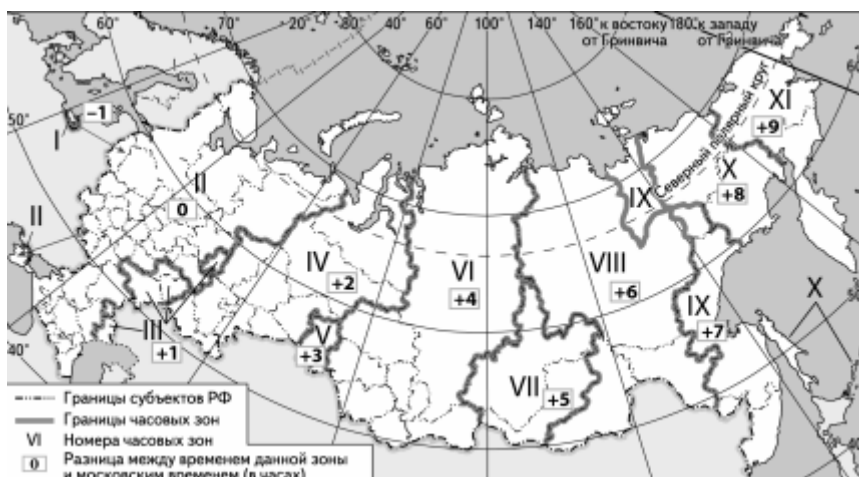 60° 70° 20° 30° 40° 60° 100° 140° 160° к востоку 180° к западу
от Гринвича от Гринвича
50°
I
−1
II
0
II
40°
III
+1
IV
+2
V
+3
VI
+4
VII
+5
VIII
+6
IX
IX
+7
Северный полярный круг
X
+8
XI
+9
X
Границы субъектов РФ
Границы часовых зон
VI Номера часовых зон
0 Разница между временем данной зоны
и московским временем (в часах)